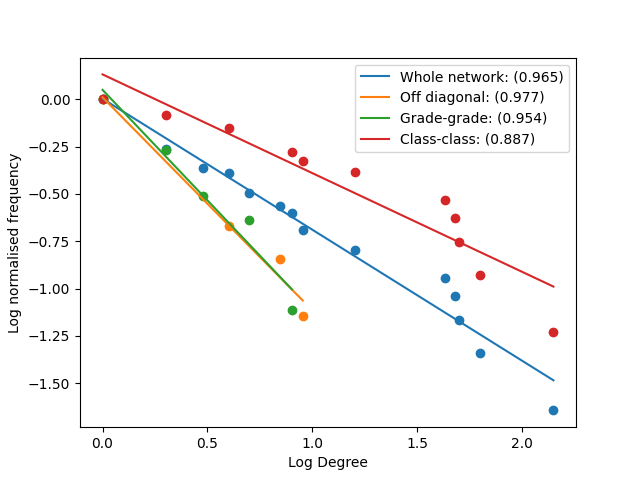 Whole network: (0.965)
Off diagonal: (0.977)
Grade-grade: (0.954)
Class-class: (0.887)
0.00
−0.25
−0.50
−0.75
−1.00
−1.25
−1.50
Log normalised frequency
0.0 0.5 1.0 1.5 2.0
Log Degree